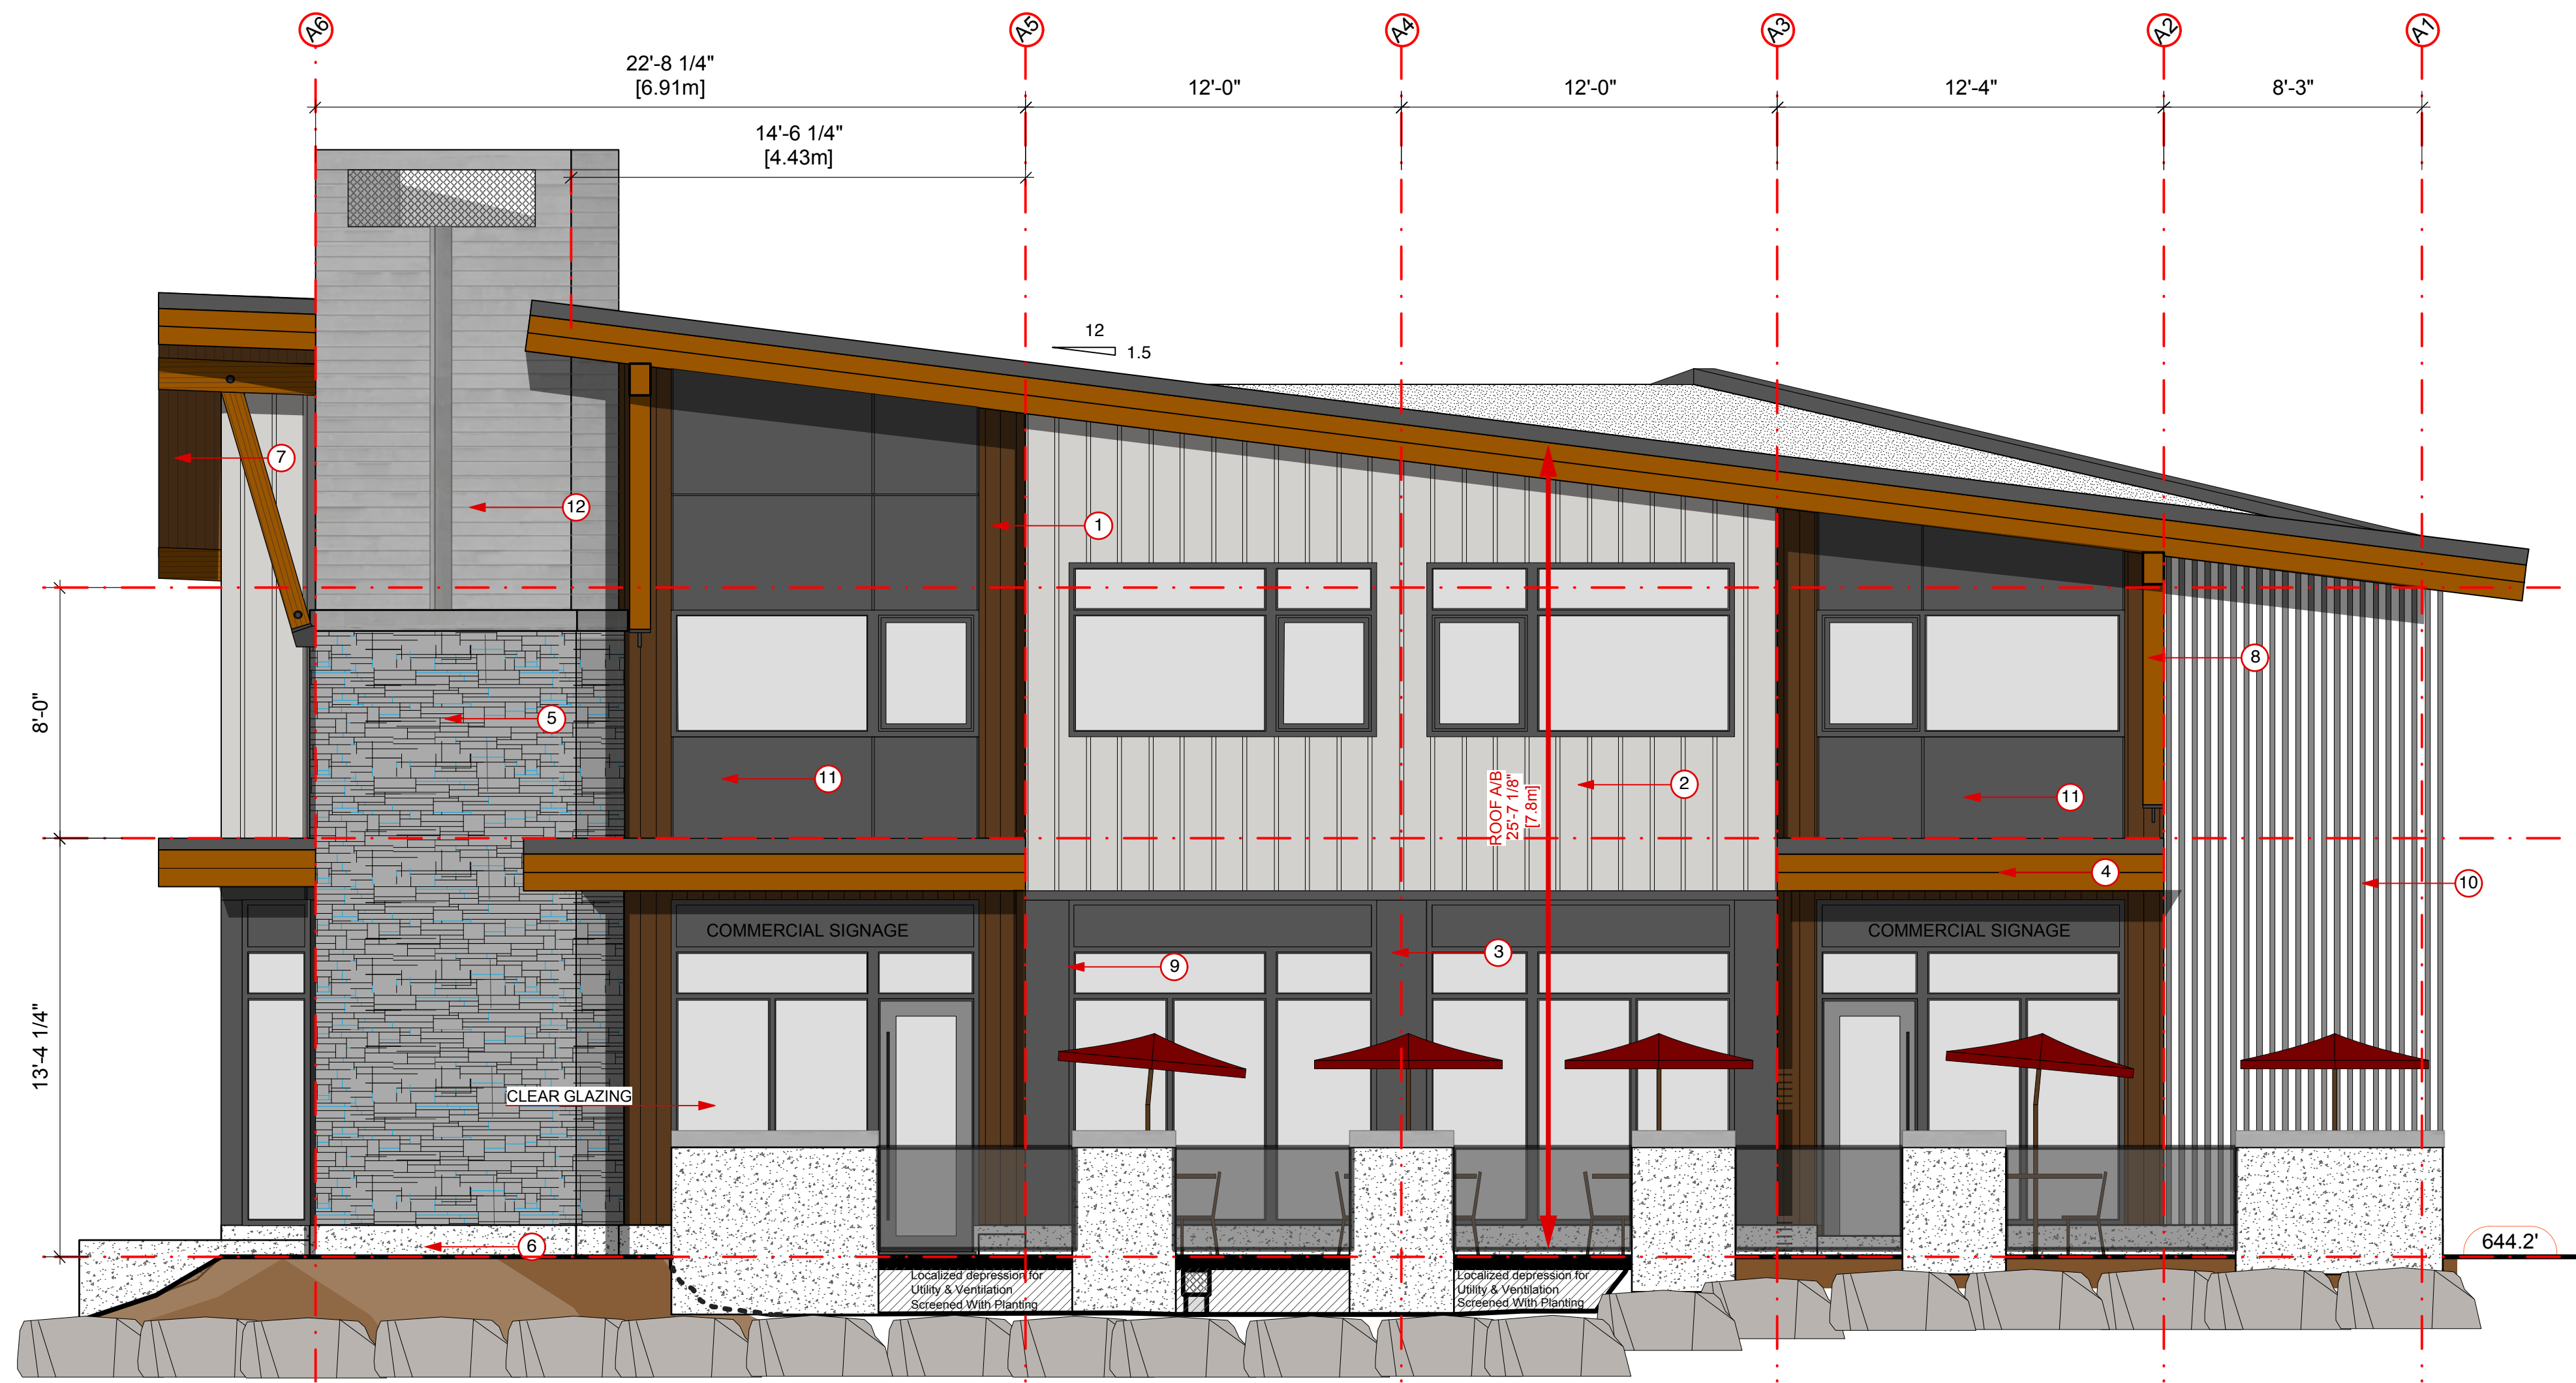 A6
A5
A4
A3
A2
A1
22'-8 1/4"
[6.91m]
12'-0"
12'-0"
12'-4"
8'-3"
14'-6 1/4"
[4.43m]
12
1.5
7
12
1
8
5
11
2
11
ROOF A/B
25'-7 1/8"
[7.8m]
8'-0"
4
10
COMMERCIAL SIGNAGE
COMMERCIAL SIGNAGE
3
9
13'-4 1/4"
CLEAR GLAZING
6
644.2'
Localized depression for
Utility & Ventilation
Screened With Planting
Localized depression for
Utility & Ventilation
Screened With Planting